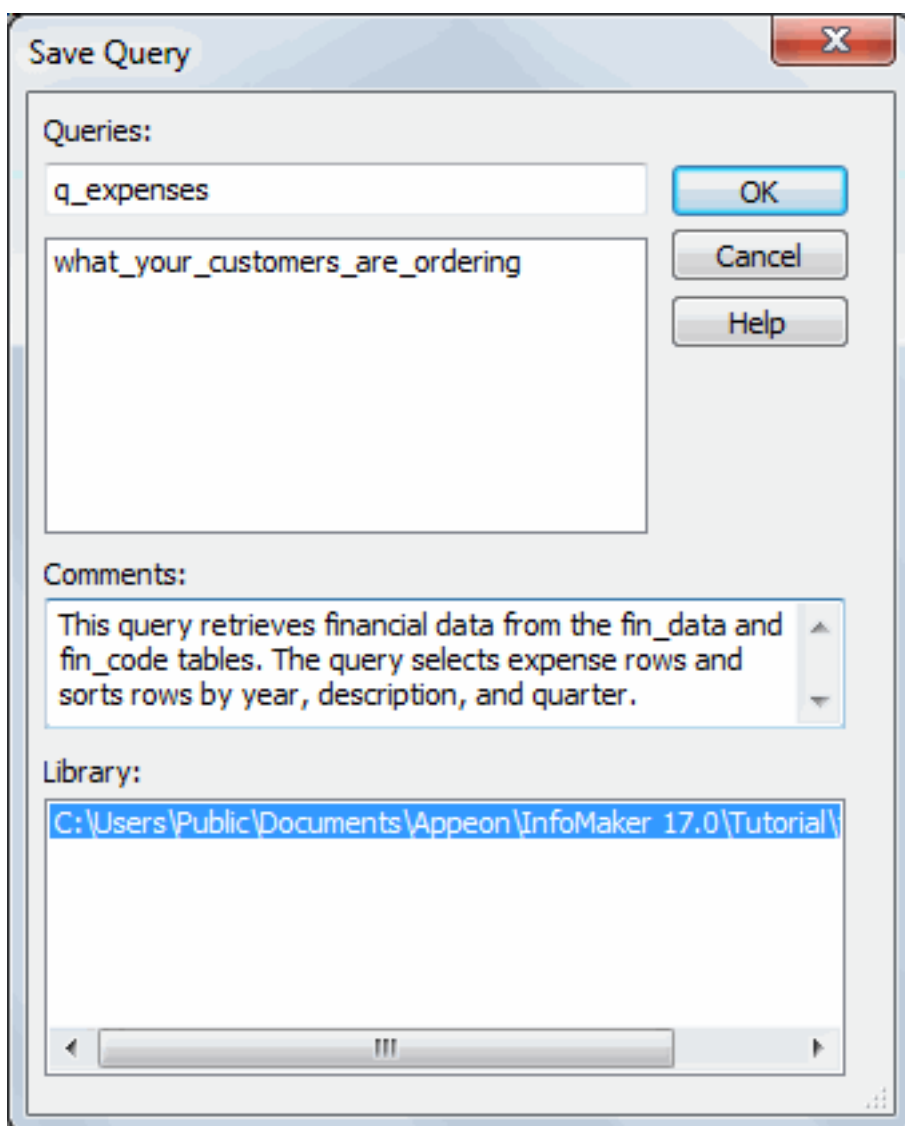 Save Query
Queries:
q_expenses
OK
what_your_customers_are_ordering
Cancel
Help
Comments:
This query retrieves financial data from the fin_data and
fin_code tables. The query selects expense rows and
sorts rows by year, description, and quarter.
Library:
C:\Users\Public\Documents\Appeon\InfoMaker 17.0\Tutorial\